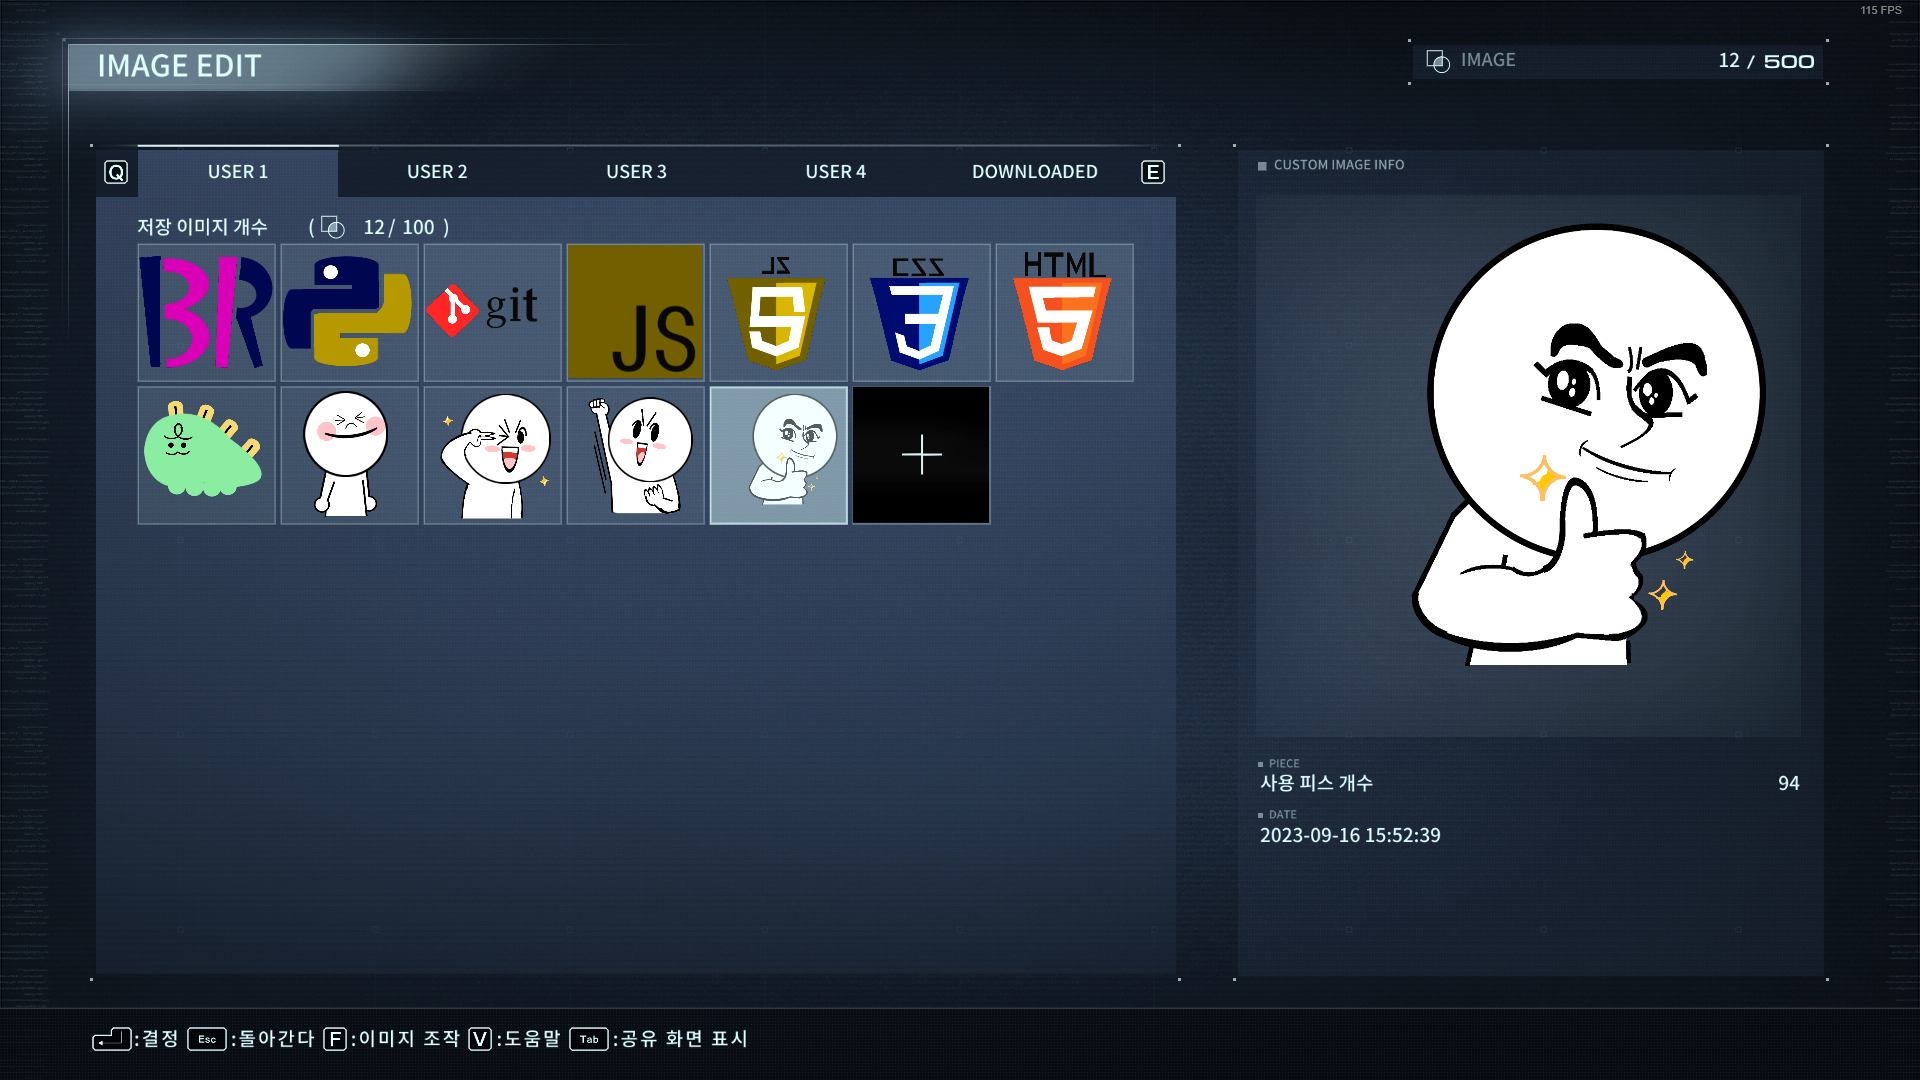 115 FPS
IMAGE EDIT
IMAGE 12 / 500
Q USER 1 USER 2 USER 3 USER 4 DOWNLOADED E
CUSTOM IMAGE INFO
저장 이미지 개수 ( 12 / 100 )
BR
git
JS
JS
CSS
HTML
PIECE
사용 피스 개수 94
DATE
2023-09-16 15:52:39
:결정 Esc :돌아간다 F :이미지 조작 V :도움말 Tab :공유 화면 표시